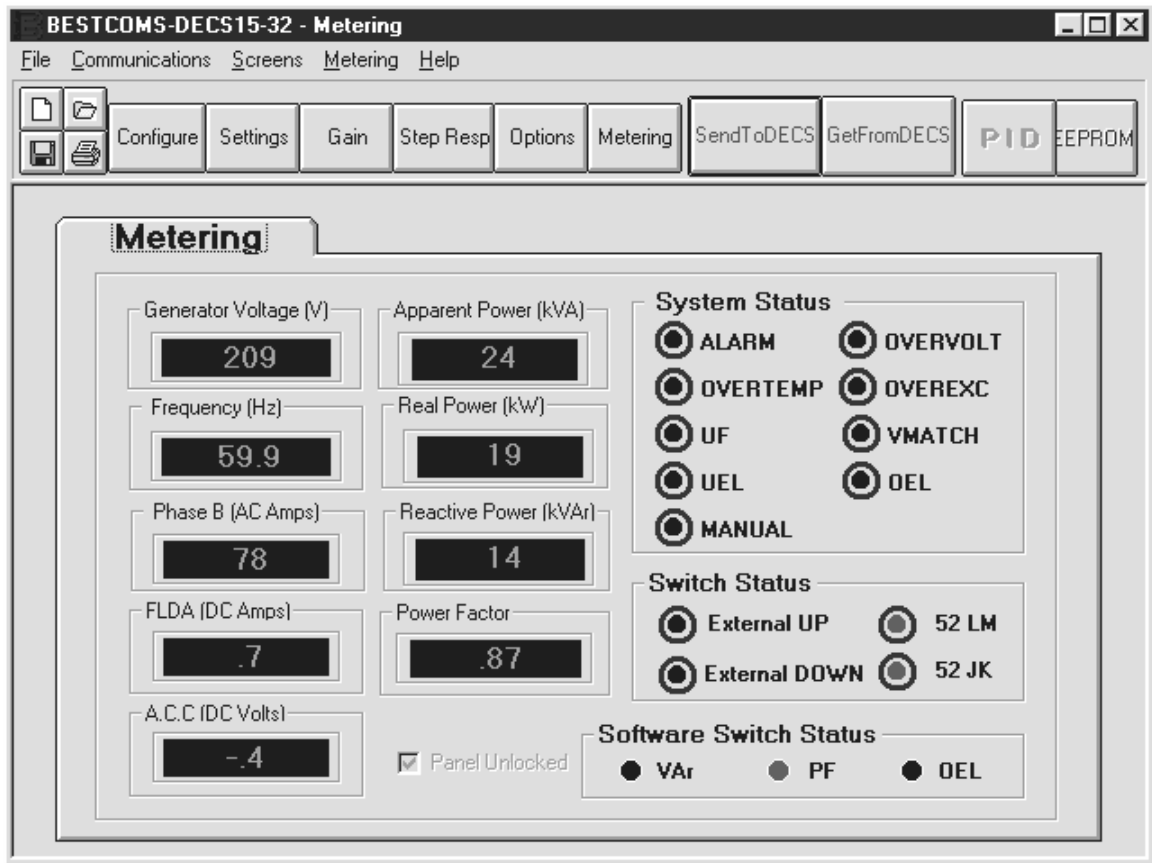 BESTCOMS-DECS15-32 - Metering
File Communications Screens Metering Help
Configure Settings Gain Step Resp Options Metering SendToDECS GetFromDECS PID EEPROM
Metering
Generator Voltage (V)
209
Frequency (Hz)
59.9
Phase B (AC Amps)
78
FLDA (DC Amps)
.7
A.C.C (DC Volts)
-.4
Apparent Power (kVA)
24
Real Power (kW)
19
Reactive Power (kVAr)
14
Power Factor
.87
Panel Unlocked
System Status
ALARM OVERVOLT
OVERTEMP OVEREXC
UF VMATCH
UEL OEL
MANUAL
Switch Status
External UP 52 LM
External DOWN 52 JK
Software Switch Status
VAr PF OEL